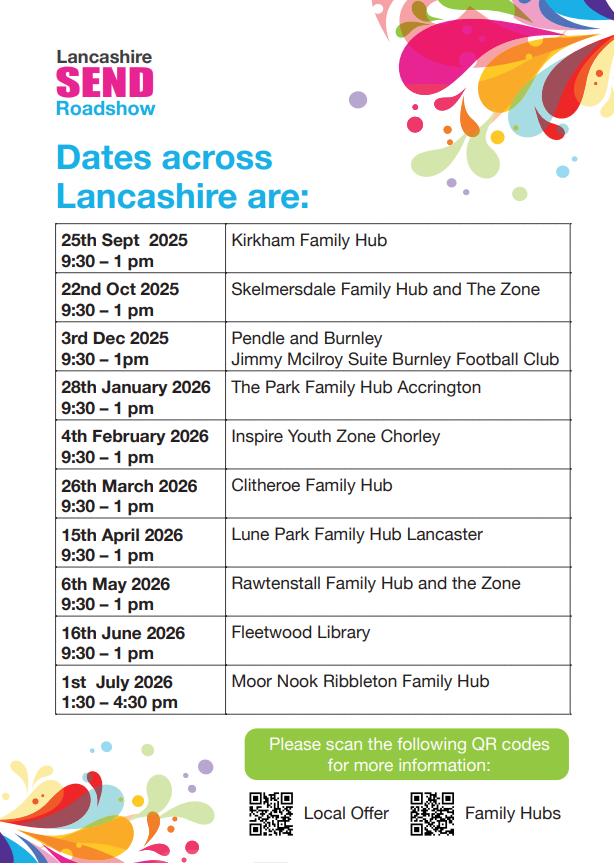 Lancashire
SEND
Roadshow
Dates across
Lancashire are:
25th Sept 2025
9:30 – 1 pm
Kirkham Family Hub
22nd Oct 2025
9:30 – 1 pm
Skelmersdale Family Hub and The Zone
3rd Dec 2025
9:30 – 1pm
Pendle and Burnley
Jimmy Mcilroy Suite Burnley Football Club
28th January 2026
9:30 – 1 pm
The Park Family Hub Accrington
4th February 2026
9:30 – 1 pm
Inspire Youth Zone Chorley
26th March 2026
9:30 – 1 pm
Clitheroe Family Hub
15th April 2026
9:30 – 1 pm
Lune Park Family Hub Lancaster
6th May 2026
9:30 – 1 pm
Rawtenstall Family Hub and the Zone
16th June 2026
9:30 – 1 pm
Fleetwood Library
1st July 2026
1:30 – 4:30 pm
Moor Nook Ribbleton Family Hub
Please scan the following QR codes
for more information:
Local Offer
Family Hubs